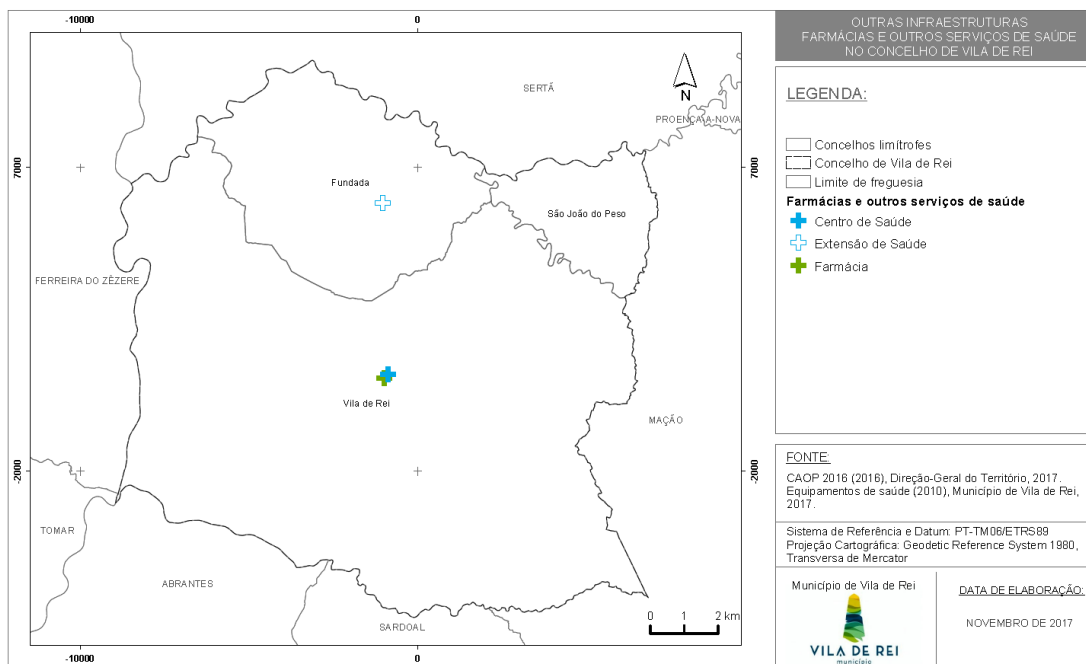 -10000
0
OUTRAS INFRAESTRUTURAS
FARMÁCIAS E OUTROS SERVIÇOS DE SAÚDE
NO CONCELHO DE VILA DE REI
N
SERTÃ
PROENÇA-A-NOVA
7000
7000
Fundada
São João do Peso
FERREIRA DO ZÊZERE
Vila de Rei
MAÇÃO
-2000
-2000
TOMAR
ABRANTES
SARDOAL
0 1 2 km
-10000
0
LEGENDA:
Concelhos limítrofes
Concelho de Vila de Rei
Limite de freguesia
Farmácias e outros serviços de saúde
Centro de Saúde
Extensão de Saúde
Farmácia
FONTE:
CAOP 2016 (2016), Direção-Geral do Território, 2017.
Equipamentos de saúde (2010), Município de Vila de Rei,
2017.
Sistema de Referência e Datum: PT-TM06/ETRS89
Projeção Cartográfica: Geodetic Reference System 1980,
Transversa de Mercator
Município de Vila de Rei
VILA DE REI
município
DATA DE ELABORAÇÃO:
NOVEMBRO DE 2017